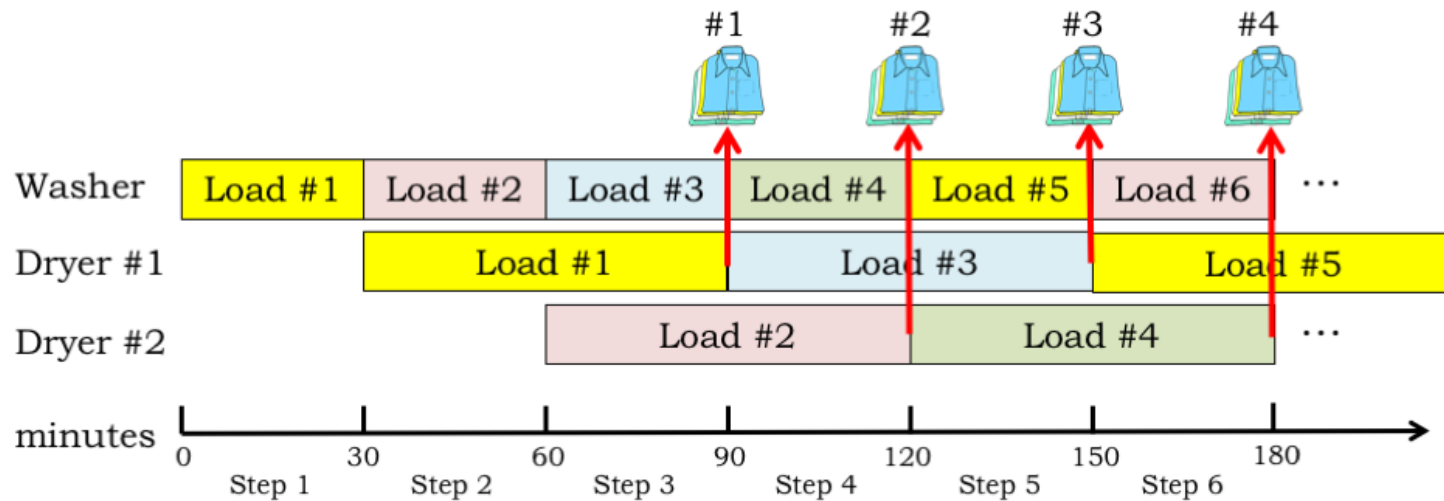 #1 #2 #3 #4
Washer Load #1 Load #2 Load #3 Load #4 Load #5 Load #6 ...
Dryer #1 Load #1 Load #3 Load #5
Dryer #2 Load #2 Load #4 ...
minutes
0 30 60 90 120 150 180
Step 1 Step 2 Step 3 Step 4 Step 5 Step 6